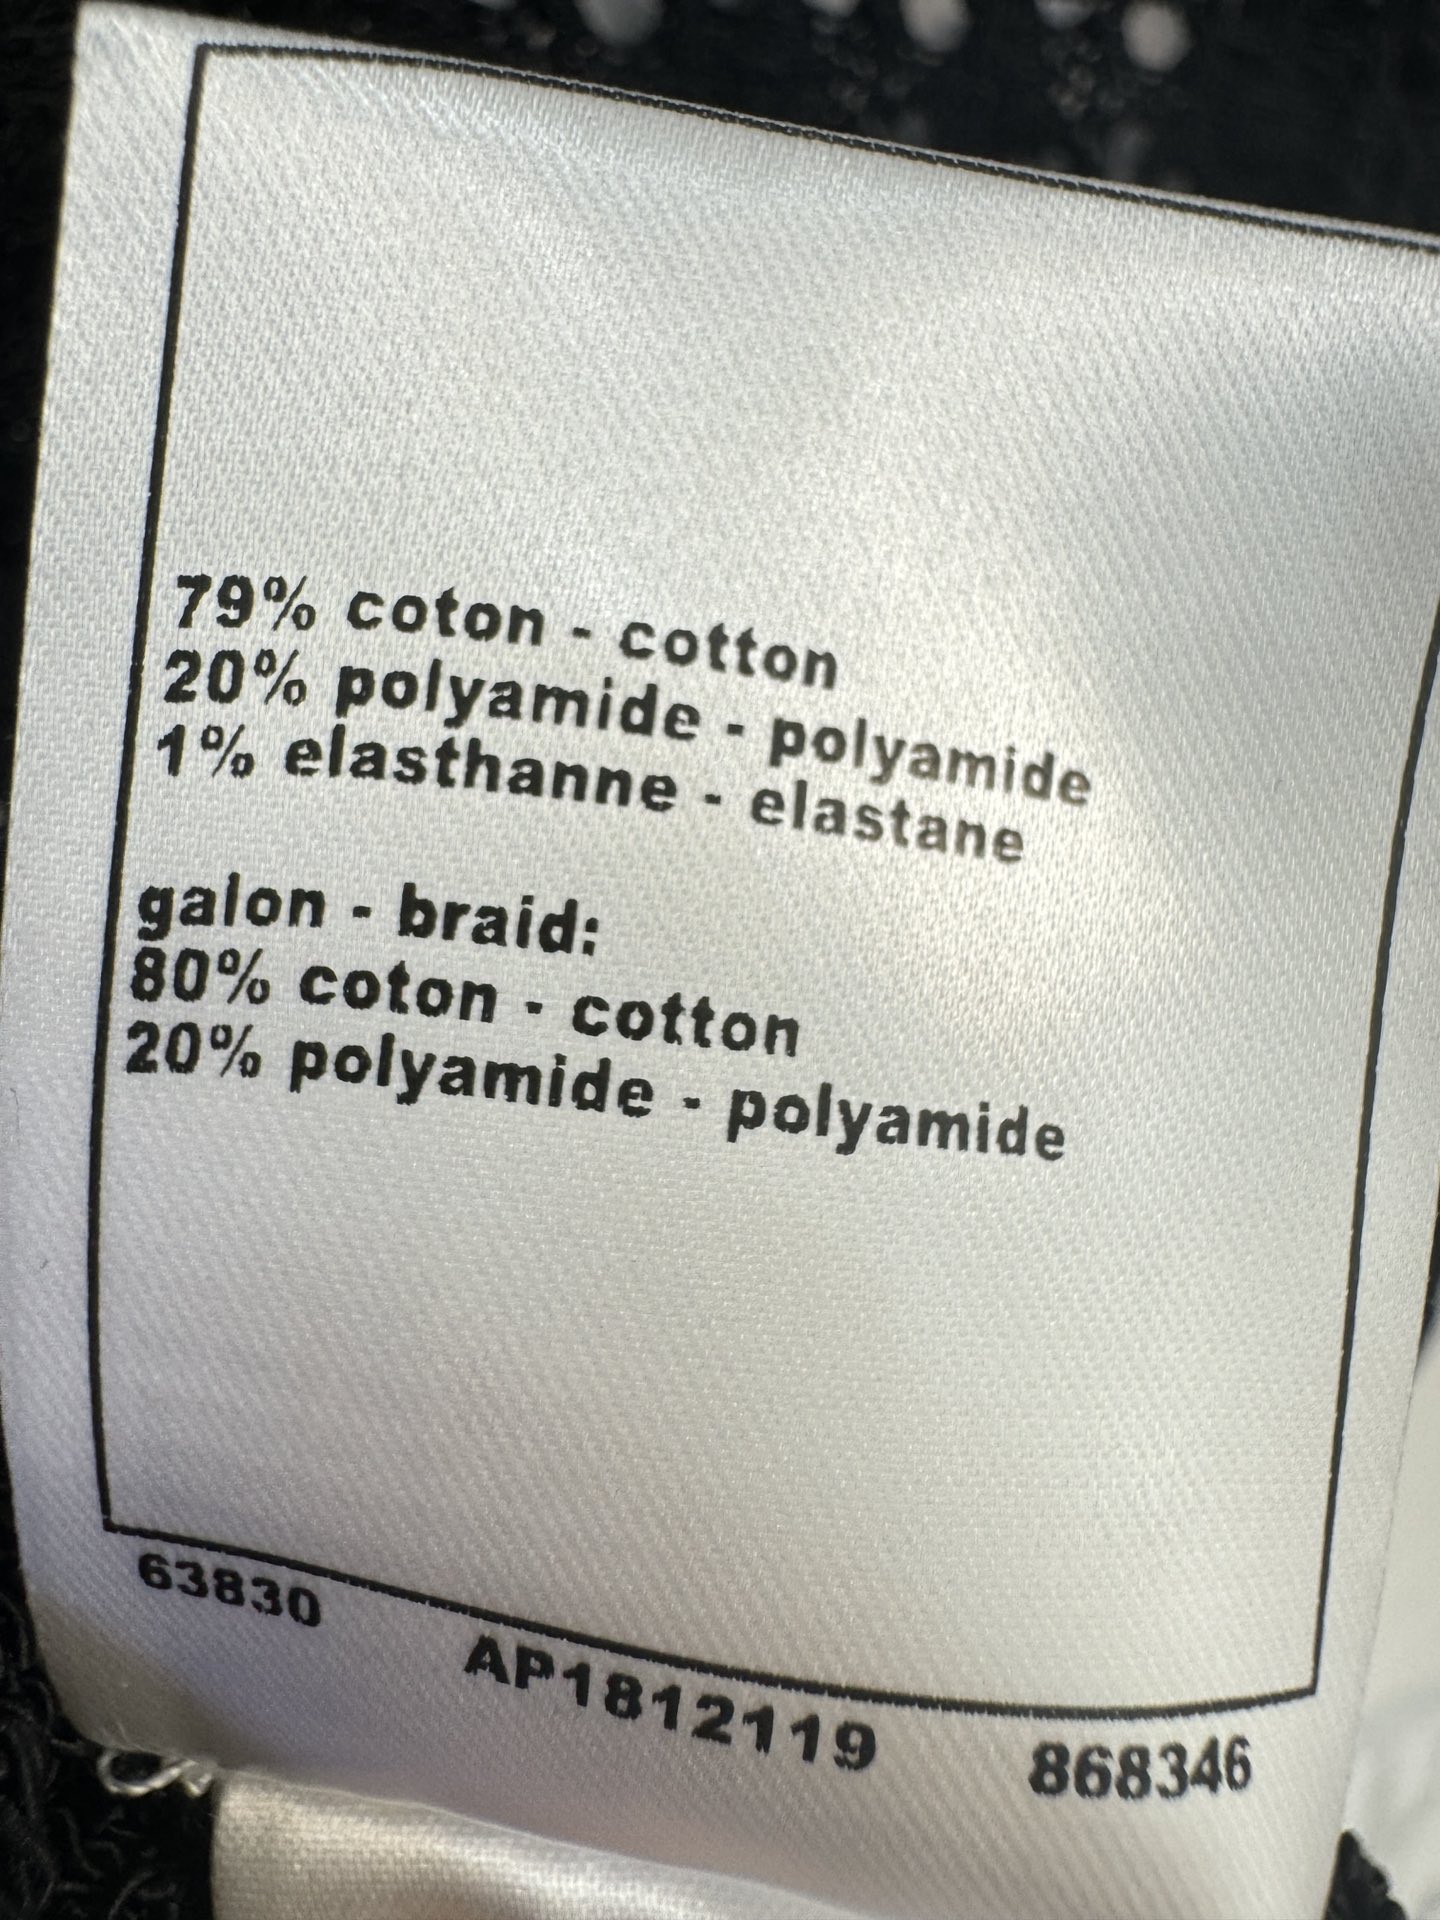 79% coton - cotton
20% polyamide - polyamide
1% elasthanne - elastane
galon - braid:
80% coton - cotton
20% polyamide - polyamide
63830 AP1812119 868346